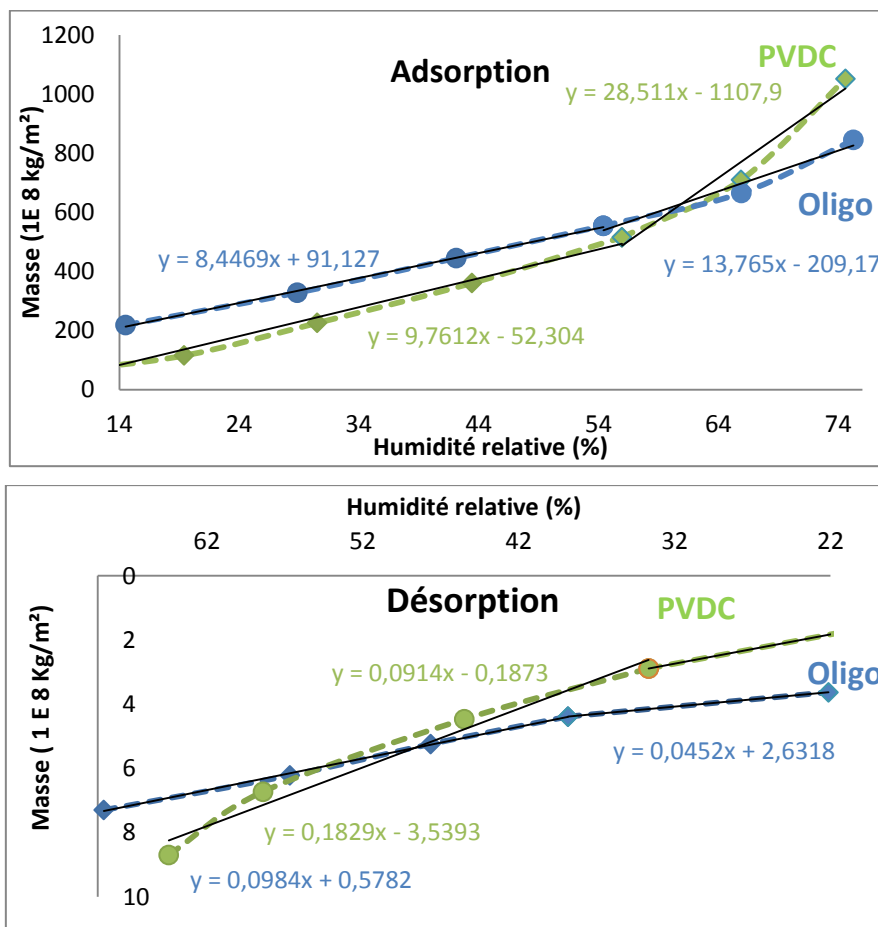 1200
1000
800
600
400
200
0
Masse (1E 8 kg/m²)
Adsorption
PVDC
y = 28,511x - 1107,9
Oligo
y = 8,4469x + 91,127
y = 13,765x - 209,17
y = 9,7612x - 52,304
14 24 34 44 54 64 74
Humidité relative (%)
Humidité relative (%)
62 52 42 32 22
0
2
4
6
8
10
Masse ( 1 E 8 Kg/m²)
Désorption
PVDC
y = 0,0914x - 0,1873
Oligo
y = 0,0452x + 2,6318
y = 0,1829x - 3,5393
y = 0,0984x + 0,5782